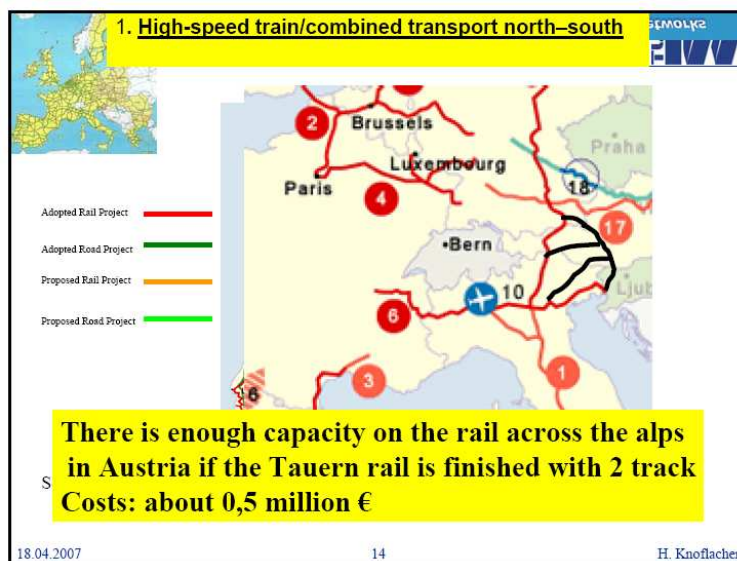 1. High-speed train/combined transport north–south
etworks
2
Brussels
Luxembourg
Paris
4
Praha
18
17
Bern
10
Ljub
6
3
1
6
Adopted Rail Project
Adopted Road Project
Proposed Rail Project
Proposed Road Project
There is enough capacity on the rail across the alps
in Austria if the Tauern rail is finished with 2 track
Costs: about 0,5 million €
S
18.04.2007
14
H. Knoflacher